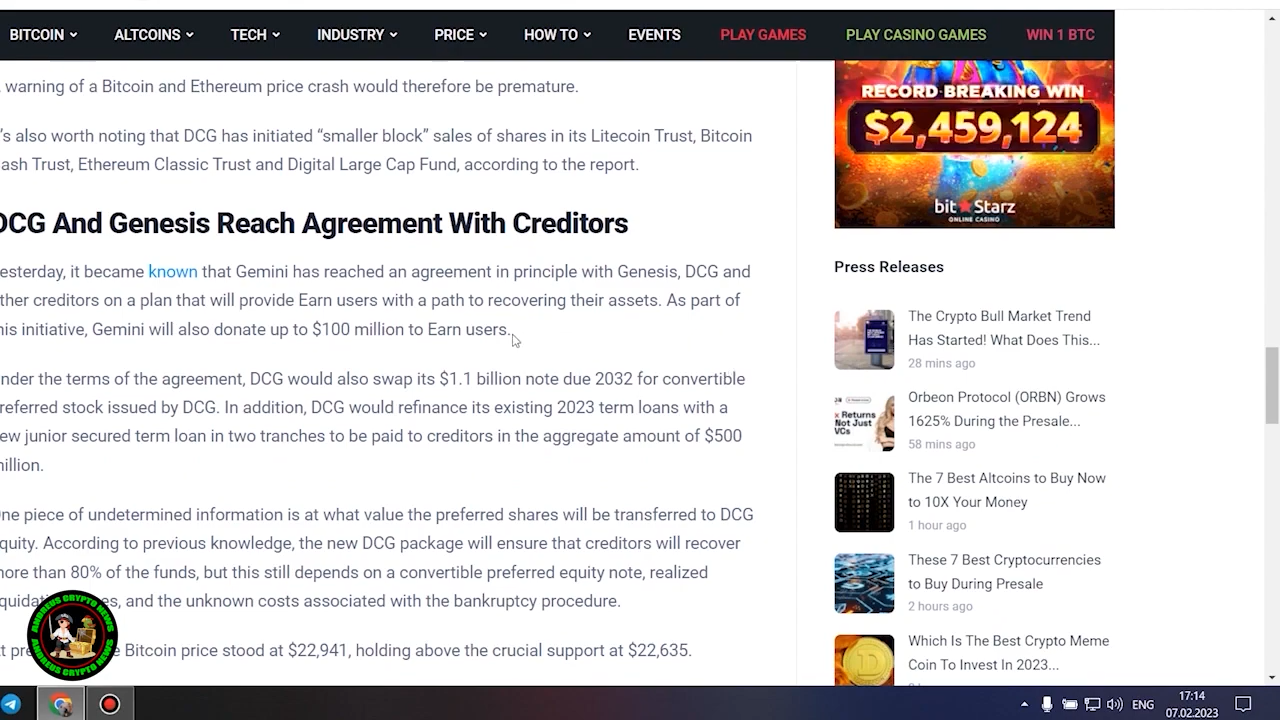 BITCOIN ALTCOINS TECH INDUSTRY PRICE HOW TO EVENTS PLAY GAMES PLAY CASINO GAMES WIN 1 BTC
warning of a Bitcoin and Ethereum price crash would therefore be premature.
's also worth noting that DCG has initiated “smaller block” sales of shares in its Litecoin Trust, Bitcoin
ash Trust, Ethereum Classic Trust and Digital Large Cap Fund, according to the report.
DCG And Genesis Reach Agreement With Creditors
esterday, it became known that Gemini has reached an agreement in principle with Genesis, DCG and
ther creditors on a plan that will provide Earn users with a path to recovering their assets. As part of
his initiative, Gemini will also donate up to $100 million to Earn users.
nder the terms of the agreement, DCG would also swap its $1.1 billion note due 2032 for convertible
referred stock issued by DCG. In addition, DCG would refinance its existing 2023 term loans with a
ew junior secured term loan in two tranches to be paid to creditors in the aggregate amount of $500
million.
One piece of undetermined information is at what value the preferred shares will be transferred to DCG
quity. According to previous knowledge, the new DCG package will ensure that creditors will recover
more than 80% of the funds, but this still depends on a convertible preferred equity note, realized
and the unknown costs associated with the bankruptcy procedure.
Bitcoin price stood at $22,941, holding above the crucial support at $22,635.
RECORD BREAKING WIN
$2,459,124
bitStarz
ONLINE CASINO
Press Releases
The Crypto Bull Market Trend
Has Started! What Does This...
28 mins ago
Orbeon Protocol (ORBN) Grows
1625% During the Presale...
58 mins ago
Returns
Not Just
VCs
The 7 Best Altcoins to Buy Now
to 10X Your Money
1 hour ago
These 7 Best Cryptocurrencies
to Buy During Presale
2 hours ago
Which Is The Best Crypto Meme
Coin To Invest In 2023...
ANDREUS CRYPTO NEWS
ANDREUS CRYPTO NEWS
ENG
17:14
07.02.2023